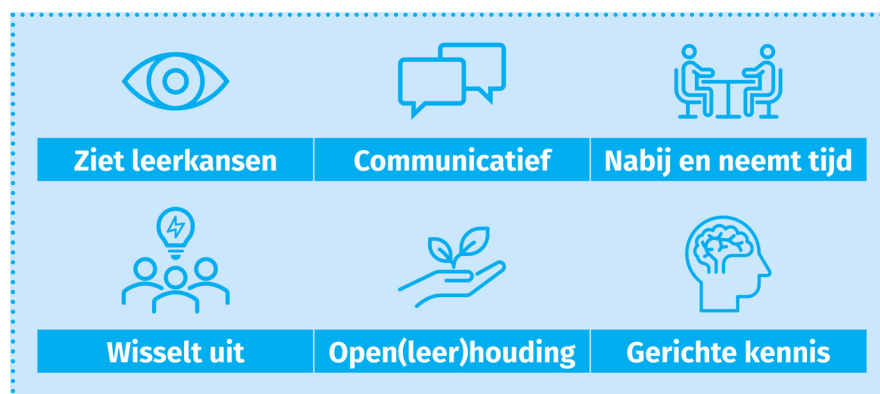 Ziet leerkansen
Communicatief
Nabij en neemt tijd
Wisselt uit
Open(leer)houding
Gerichte kennis